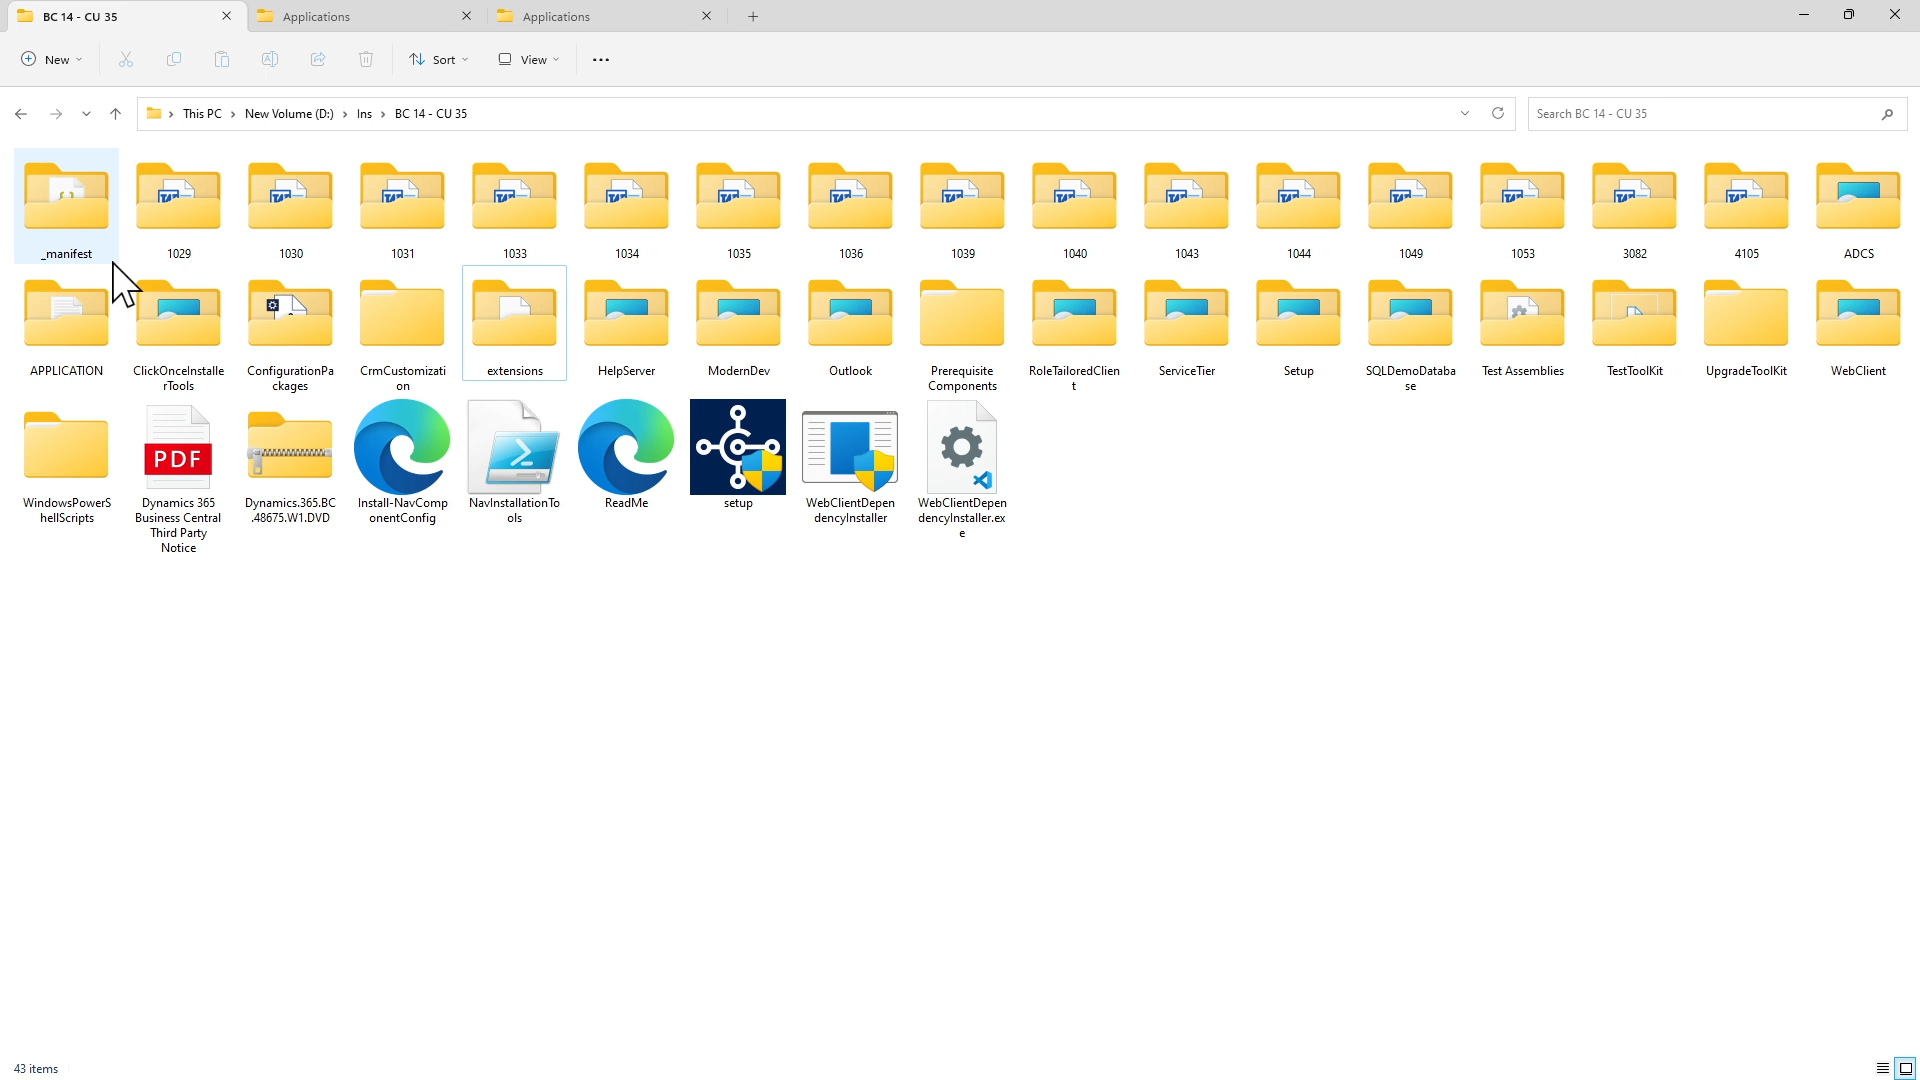 BC 14 - CU 35
Applications
Applications
New
Sort
View
This PC
New Volume (D:)
Ins
BC 14 - CU 35
Search BC 14 - CU 35
_manifest
1029
1030
1031
1033
1034
1035
1036
1039
1040
1043
1044
1049
1053
3082
4105
ADCS
APPLICATION
ClickOnceInstalle
rTools
ConfigurationPa
ckages
CrmCustomizati
on
extensions
HelpServer
ModernDev
Outlook
Prerequisite
Components
RoleTailoredClien
t
ServiceTier
Setup
SQLDemoDataba
se
Test Assemblies
TestToolKit
UpgradeToolKit
WebClient
WindowsPowerS
hellScripts
PDF
Dynamics 365
Business Central
Third Party
Notice
Dynamics.365.BC
.48675.W1.DVD
Install-NavComp
onentConfig
NavInstallationTo
ols
ReadMe
setup
WebClientDepen
dencyInstaller
WebClientDepen
dencyInstaller.ex
e
43 items